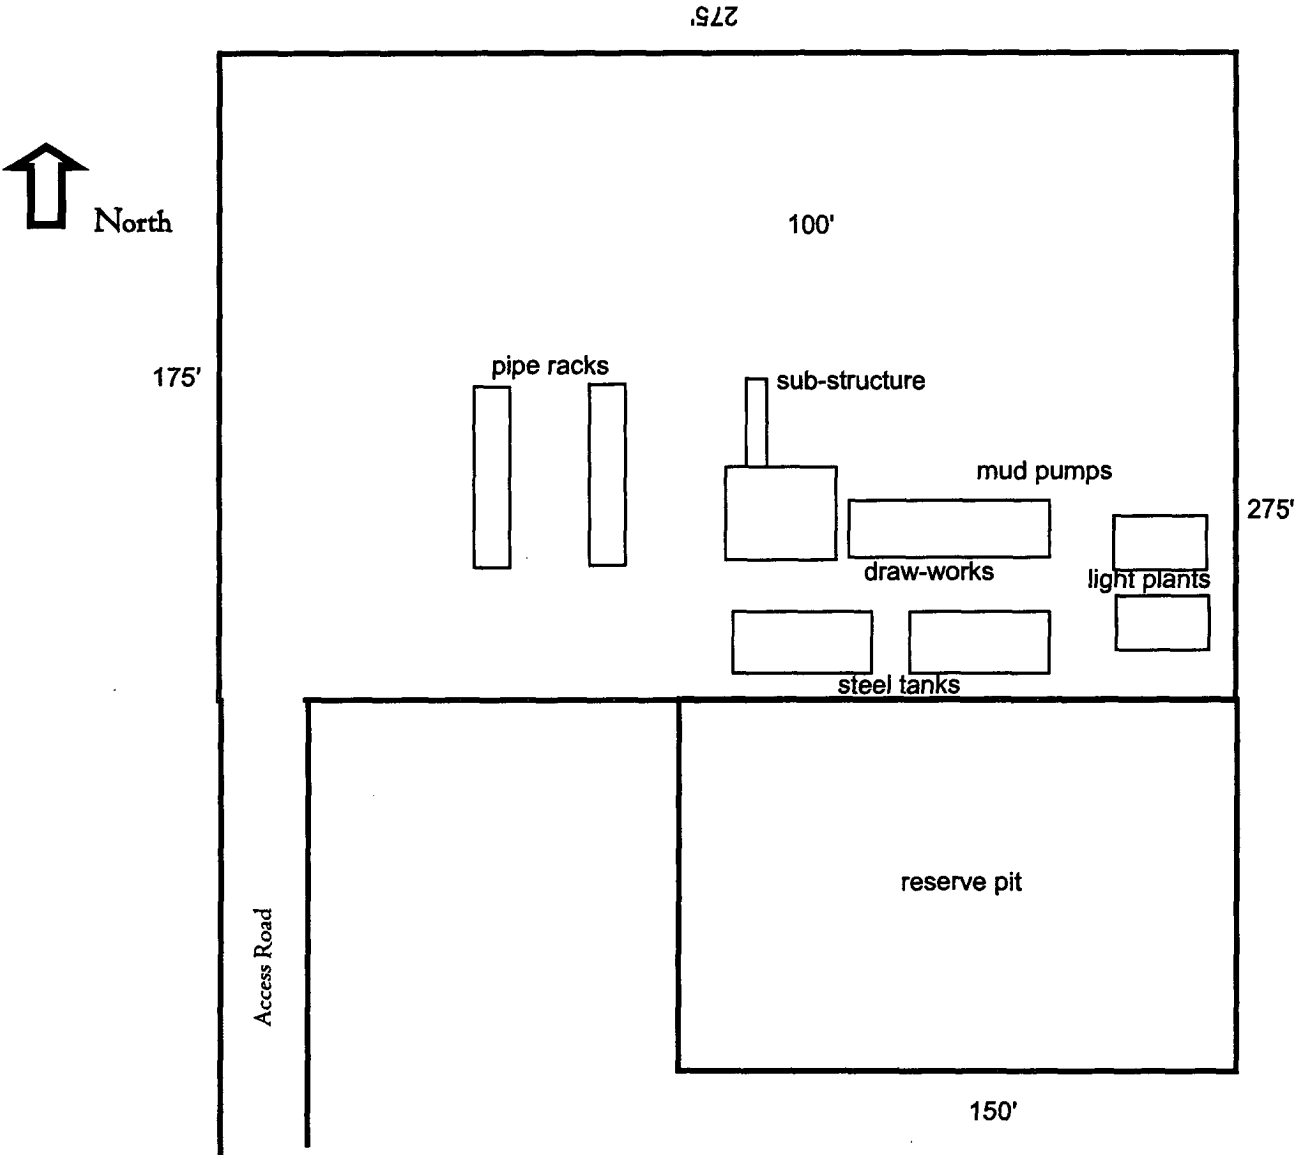 275'
North
100'
175'
pipe racks
sub-structure
mud pumps
275'
draw-works
light plants
steel tanks
reserve pit
Access Road
150'